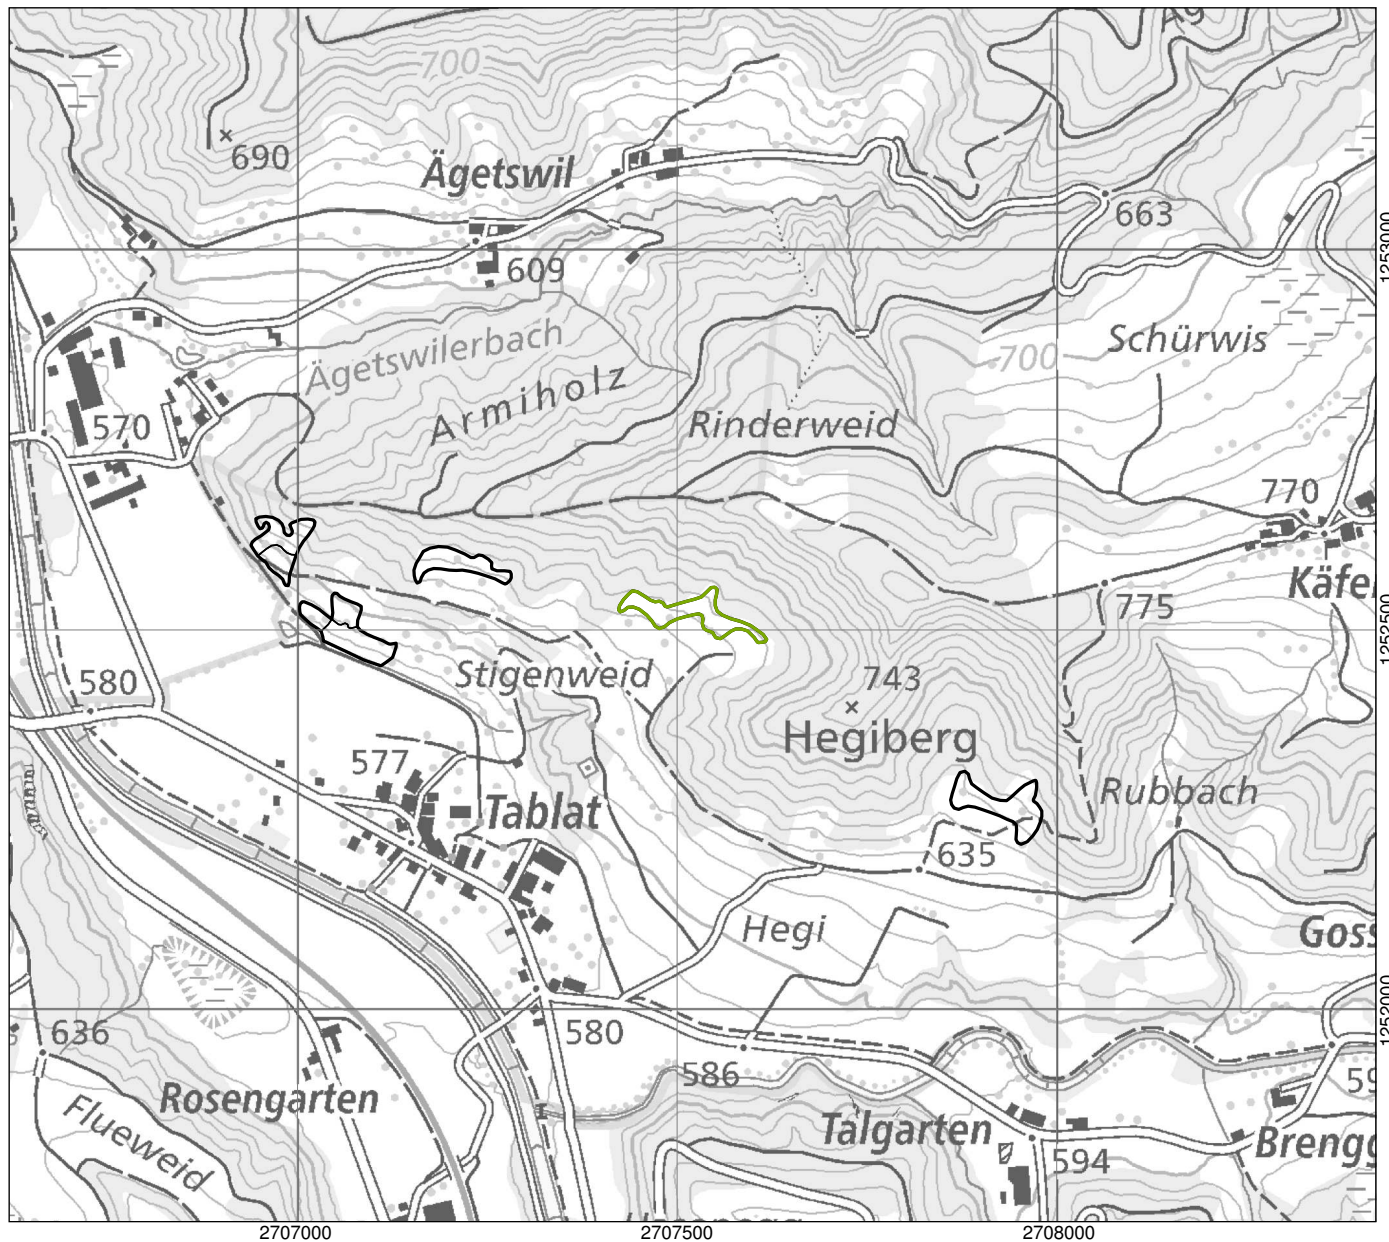 700
690
Ägetswil
663
609
1253000
Ägetswilerbach
Schürwis
700
Armiholz
570
Rinderweid
770
Käfe
775
1252500
Stigenweid
580
743
Hegiberg
577
Rubbach
Tablat
635
Hegi
Goss
580
636
586
1252000
59
Rosengarten
Flueweid
Talgarten
594
Brengg
2707000
2707500
2708000